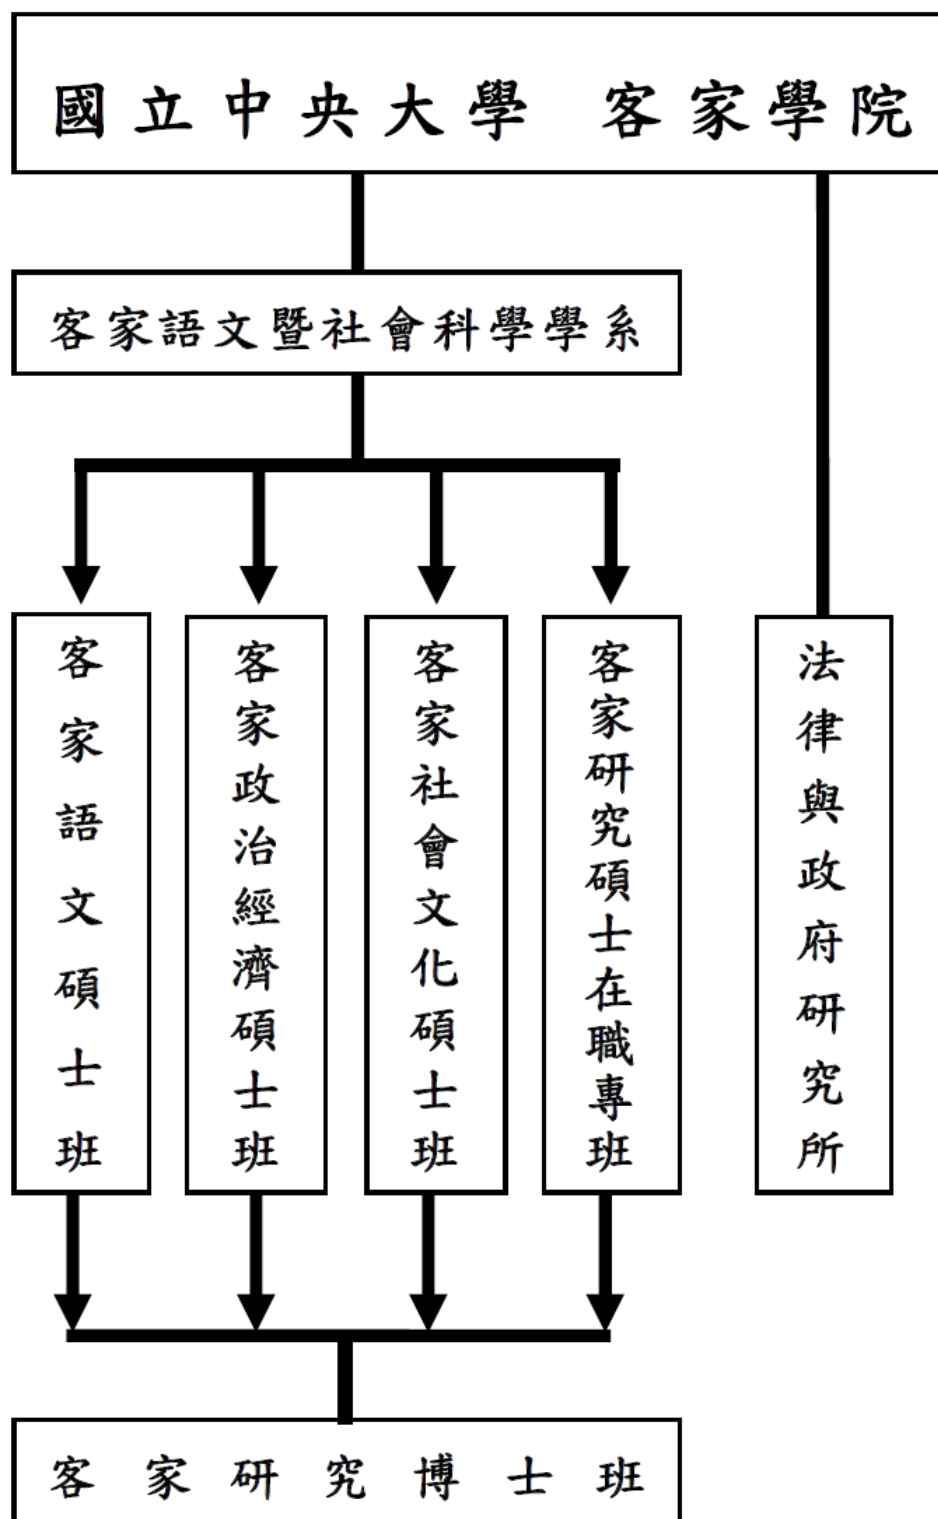 國立中央大學 客家學院
客家語文暨社會科學學系
客家語文碩士班
客家政治經濟碩士班
客家社會文化碩士班
客家研究碩士在職專班
法律與政府研究所
客家研究博士班